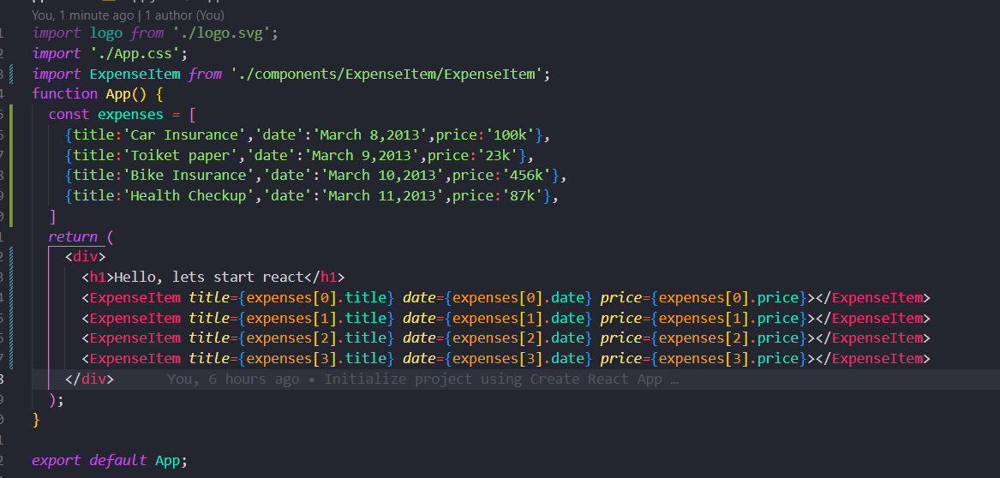 You, 1 minute ago | 1 author (You)
import logo from './logo.svg';
import './App.css';
import ExpenseItem from './components/ExpenseItem/ExpenseItem';
function App() {
const expenses = [
{title:'Car Insurance','date':'March 8,2013',price:'100k'},
{title:'Toiket paper','date':'March 9,2013',price:'23k'},
{title:'Bike Insurance','date':'March 10,2013',price:'456k'},
{title:'Health Checkup','date':'March 11,2013',price:'87k'},
]
return (
<div>
<h1>Hello, lets start react</h1>
<ExpenseItem title={expenses[0].title} date={expenses[0].date} price={expenses[0].price}></ExpenseItem>
<ExpenseItem title={expenses[1].title} date={expenses[1].date} price={expenses[1].price}></ExpenseItem>
<ExpenseItem title={expenses[2].title} date={expenses[2].date} price={expenses[2].price}></ExpenseItem>
<ExpenseItem title={expenses[3].title} date={expenses[3].date} price={expenses[3].price}></ExpenseItem>
</div> You, 6 hours ago • Initialize project using Create React App …
);
}
export default App;